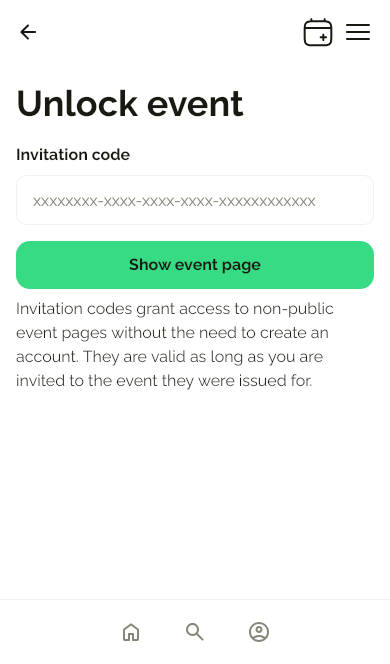 Unlock event
Invitation code
xxxxxxxx-xxxx-xxxx-xxxx-xxxxxxxxxxxx
Show event page
Invitation codes grant access to non-public
event pages without the need to create an
account. They are valid as long as you are
invited to the event they were issued for.